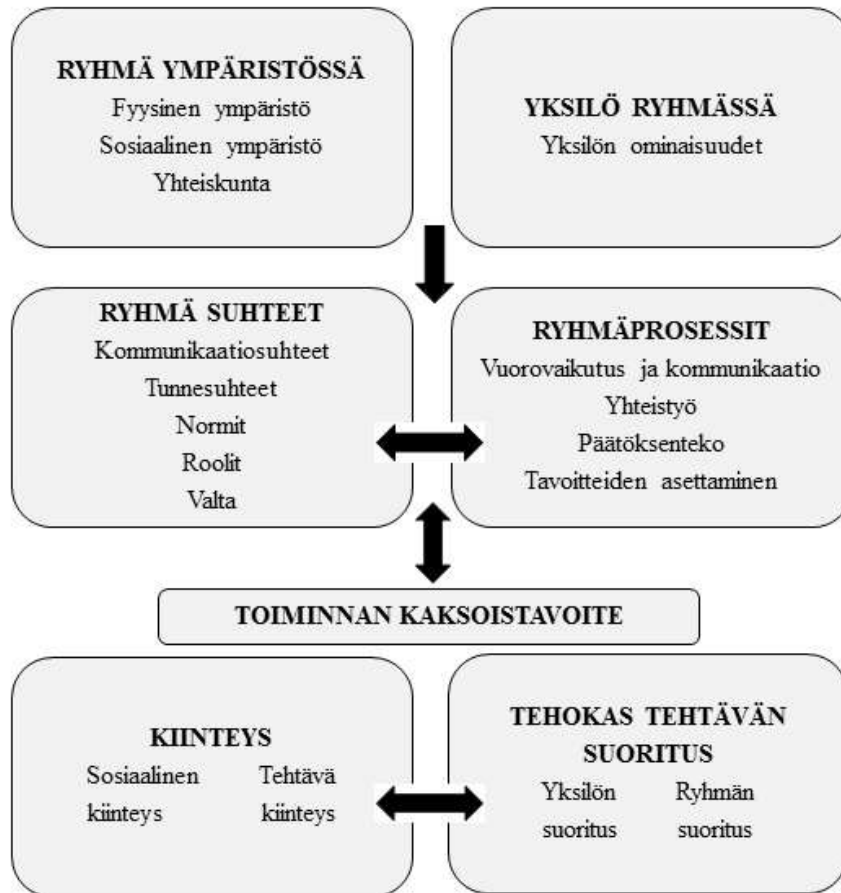 RYHMÄ YMPÄRISTÖSSÄ
Fyysinen ympäristö
Sosiaalinen ympäristö
Yhteiskunta
YKSILÖ RYHMÄSSÄ
Yksilön ominaisuudet
RYHMÄ SUHTEET
Kommunikaatiosuhteet
Tunnesuhteet
Normit
Roolit
Valta
RYHMÄPROSESSIT
Vuorovaikutus ja kommunikaatio
Yhteistyö
Päätöksenteko
Tavoitteiden asettaminen
TOIMINNAN KAKSOISTAVOITE
KIINTEYS
Sosiaalinen
kiinteys
Tehtävä
kiinteys
TEHOKAS TEHTÄVÄN
SUORITUS
Yksilön
suoritus
Ryhmän
suoritus